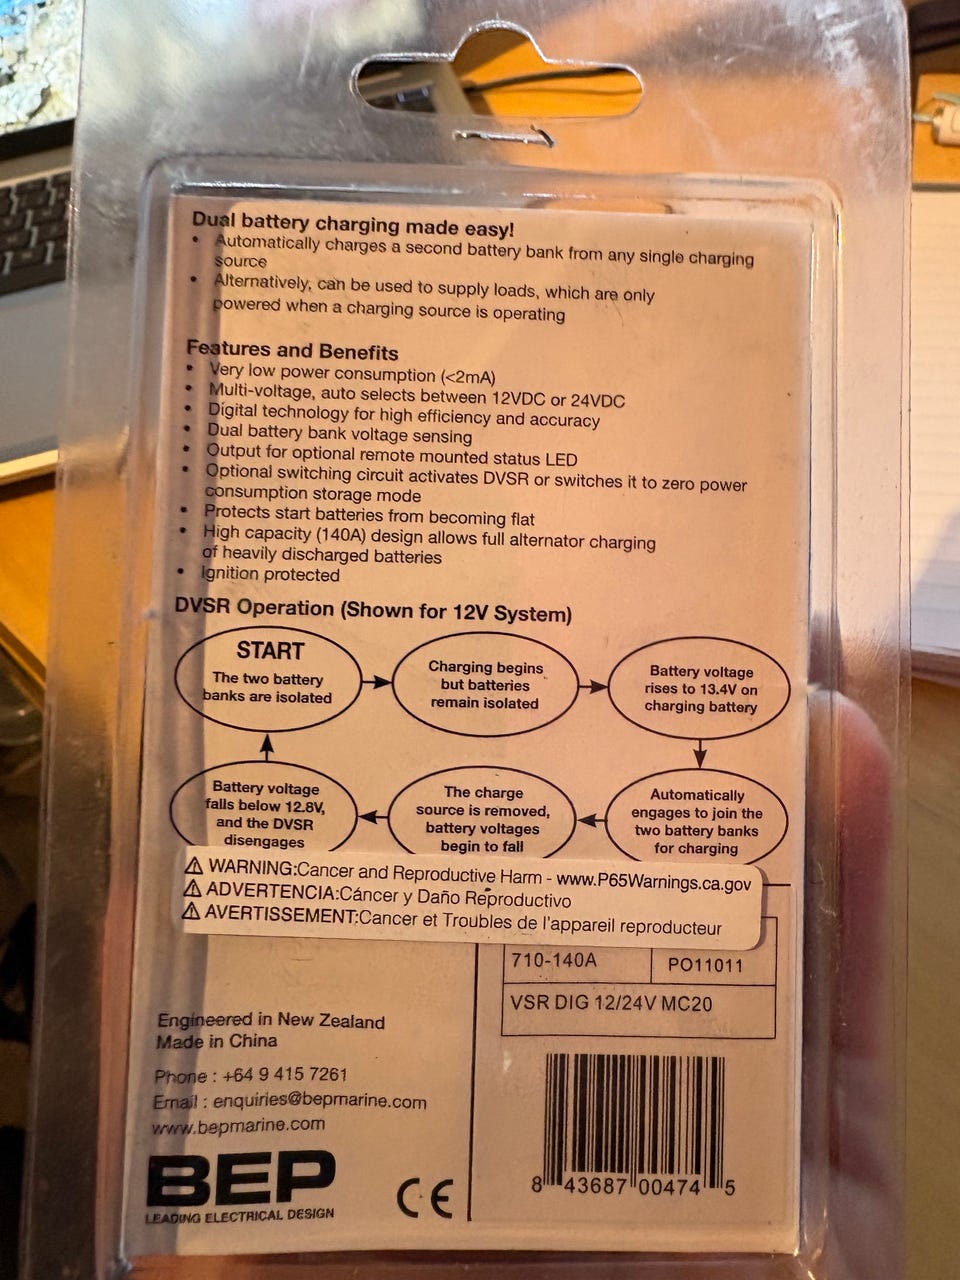 Dual battery charging made easy!
• Automatically charges a second battery bank from any single charging
source
• Alternatively, can be used to supply loads, which are only
powered when a charging source is operating
Features and Benefits
• Very low power consumption (<2mA)
• Multi-voltage, auto selects between 12VDC or 24VDC
• Digital technology for high efficiency and accuracy
• Dual battery bank voltage sensing
• Output for optional remote mounted status LED
• Optional switching circuit activates DVSR or switches it to zero power
consumption storage mode
• Protects start batteries from becoming flat
• High capacity (140A) design allows full alternator charging
of heavily discharged batteries
• Ignition protected
DVSR Operation (Shown for 12V System)
START
The two battery
banks are isolated
Charging begins
but batteries
remain isolated
Battery voltage
rises to 13.4V on
charging battery
Automatically
engages to join the
two battery banks
for charging
The charge
source is removed,
battery voltages
begin to fall
Battery voltage
falls below 12.8V,
and the DVSR
disengages
⚠ WARNING:Cancer and Reproductive Harm - www.P65Warnings.ca.gov
⚠ ADVERTENCIA:Cáncer y Daño Reproductivo
⚠ AVERTISSEMENT:Cancer et Troubles de l'appareil reproducteur
710-140A
PO11011
VSR DIG 12/24V MC20
Engineered in New Zealand
Made in China
Phone : +64 9 415 7261
Email : enquiries@bepmarine.com
www.bepmarine.com
BEP
LEADING ELECTRICAL DESIGN
CE
8 43687 00474 5